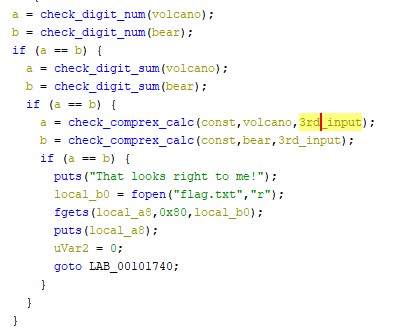 a = check_digit_num(volcano);
b = check_digit_num(bear);
if (a == b) {
a = check_digit_sum(volcano);
b = check_digit_sum(bear);
if (a == b) {
a = check_comprex_calc(const,volcano,3rd_input);
b = check_comprex_calc(const,bear,3rd_input);
if (a == b) {
puts("That looks right to me!");
local_b0 = fopen("flag.txt","r");
fgets(local_a8,0x80,local_b0);
puts(local_a8);
uVar2 = 0;
goto LAB_00101740;
}
}
}